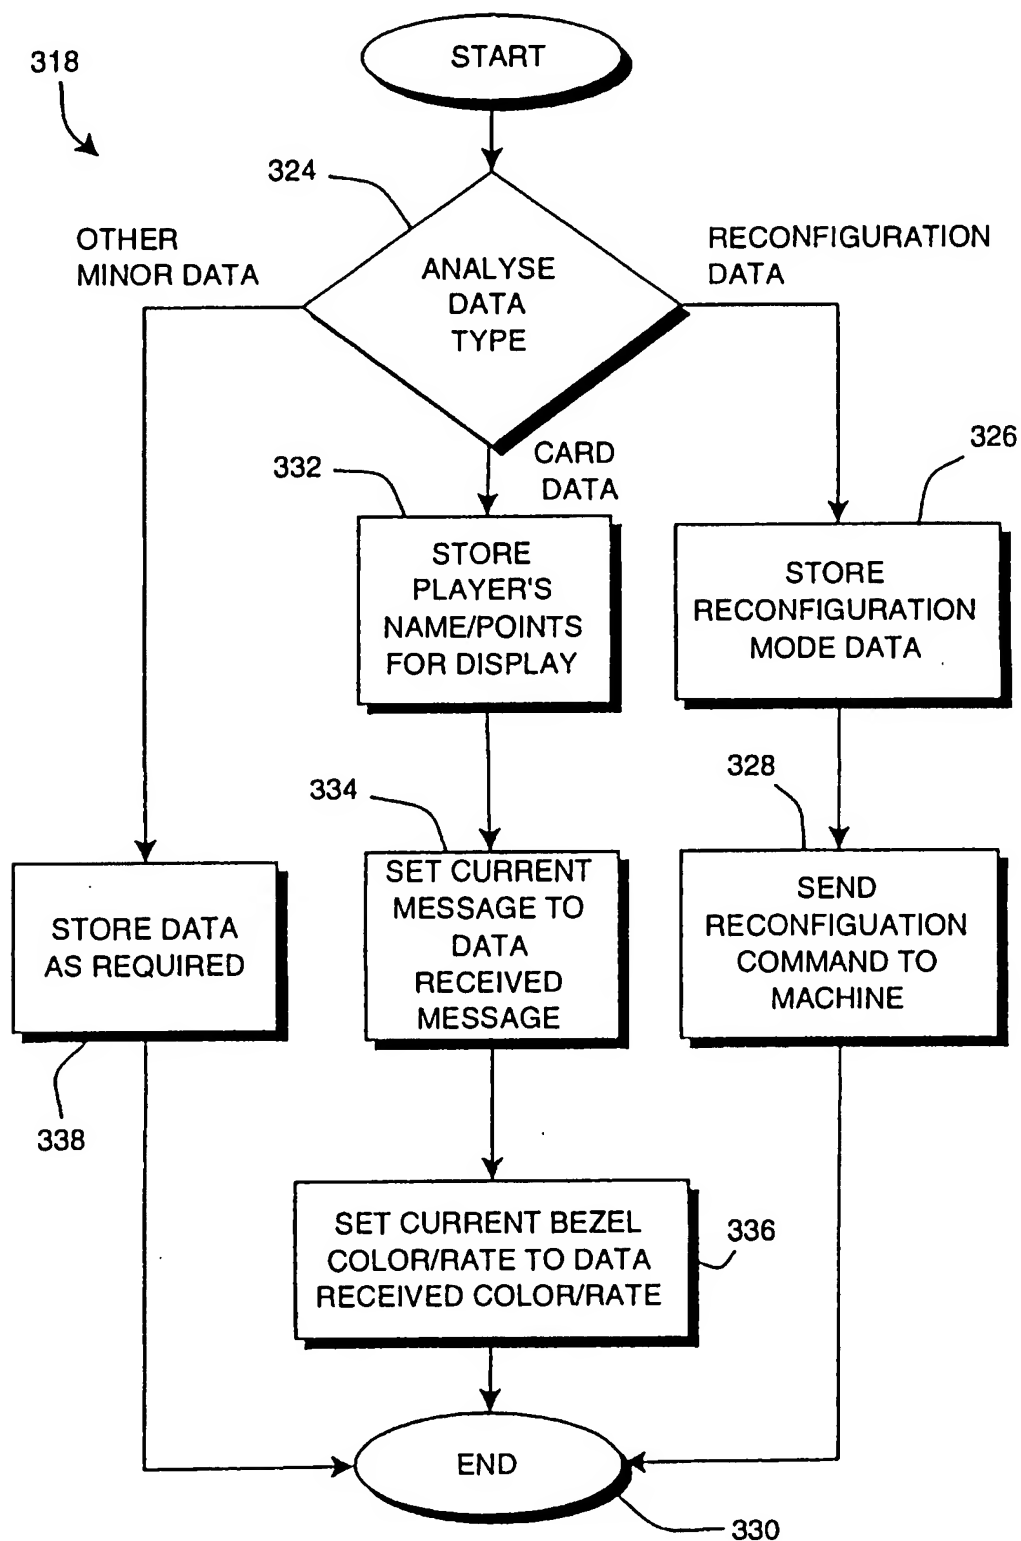 START
318
324
OTHER
MINOR DATA
RECONFIGURATION
DATA
ANALYSE
DATA
TYPE
CARD
DATA
332
326
STORE
PLAYER'S
NAME/POINTS
FOR DISPLAY
STORE
RECONFIGURATION
MODE DATA
334
328
STORE DATA
AS REQUIRED
SET CURRENT
MESSAGE TO
DATA
RECEIVED
MESSAGE
SEND
RECONFIGUATION
COMMAND TO
MACHINE
338
SET CURRENT BEZEL
COLOR/RATE TO DATA
RECEIVED COLOR/RATE
336
END
330